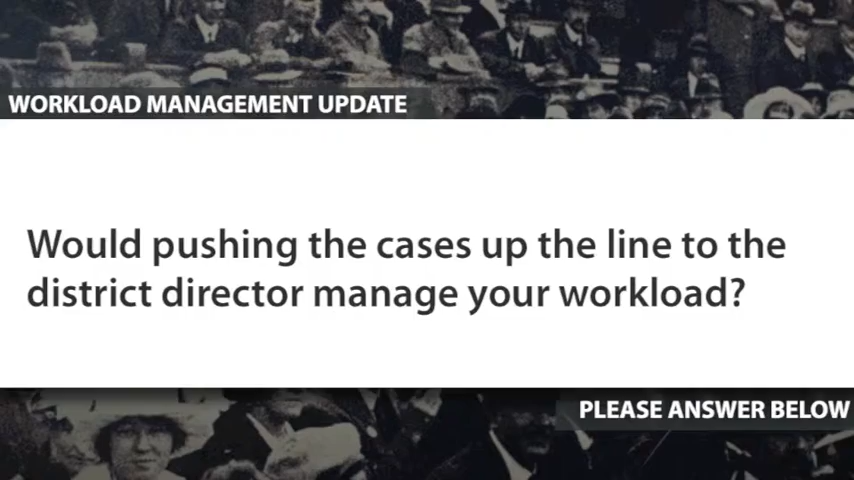 WORKLOAD MANAGEMENT UPDATE
Would pushing the cases up the line to the
district director manage your workload?
PLEASE ANSWER BELOW